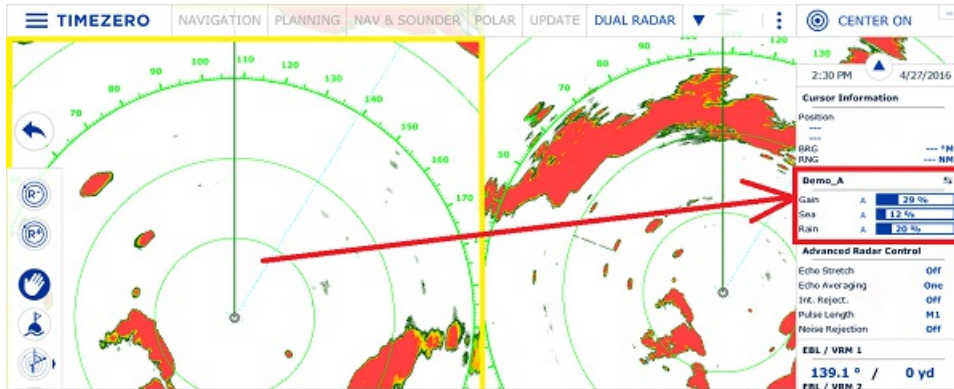 TIMEZERO NAVIGATION PLANNING NAV & SOUNDER POLAR UPDATE DUAL RADAR CENTER ON
70 80 90 100 110 120 130 140 150 160 170
50 90 110 120 130
R-
R+
2:30 PM 4/27/2016
Cursor Information
Position
---
---
BRG --- °M
RNG --- NM
Demo_A
Gain A 29 %
Sea A 12 %
Rain A 20 %
Advanced Radar Control
Echo Stretch Off
Echo Averaging One
Int. Reject. Off
Pulse Length M1
Noise Rejection Off
EBL / VRM 1
139.1 ° / 0 yd
EBL / VRM 2